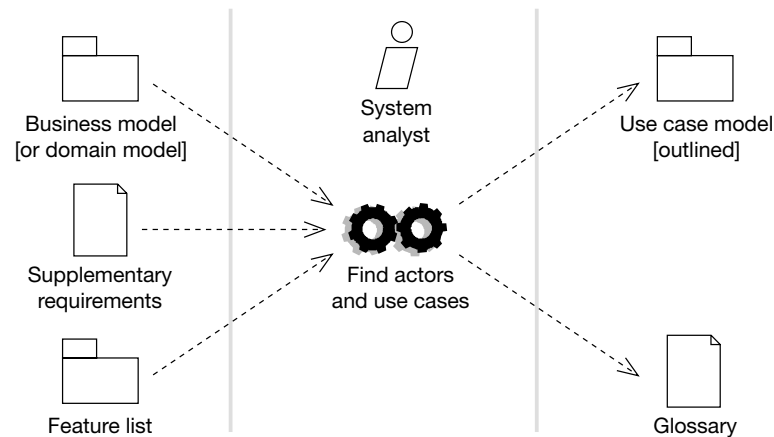 Business model
[or domain model]
Supplementary
requirements
Feature list
System
analyst
Find actors
and use cases
Use case model
[outlined]
Glossary